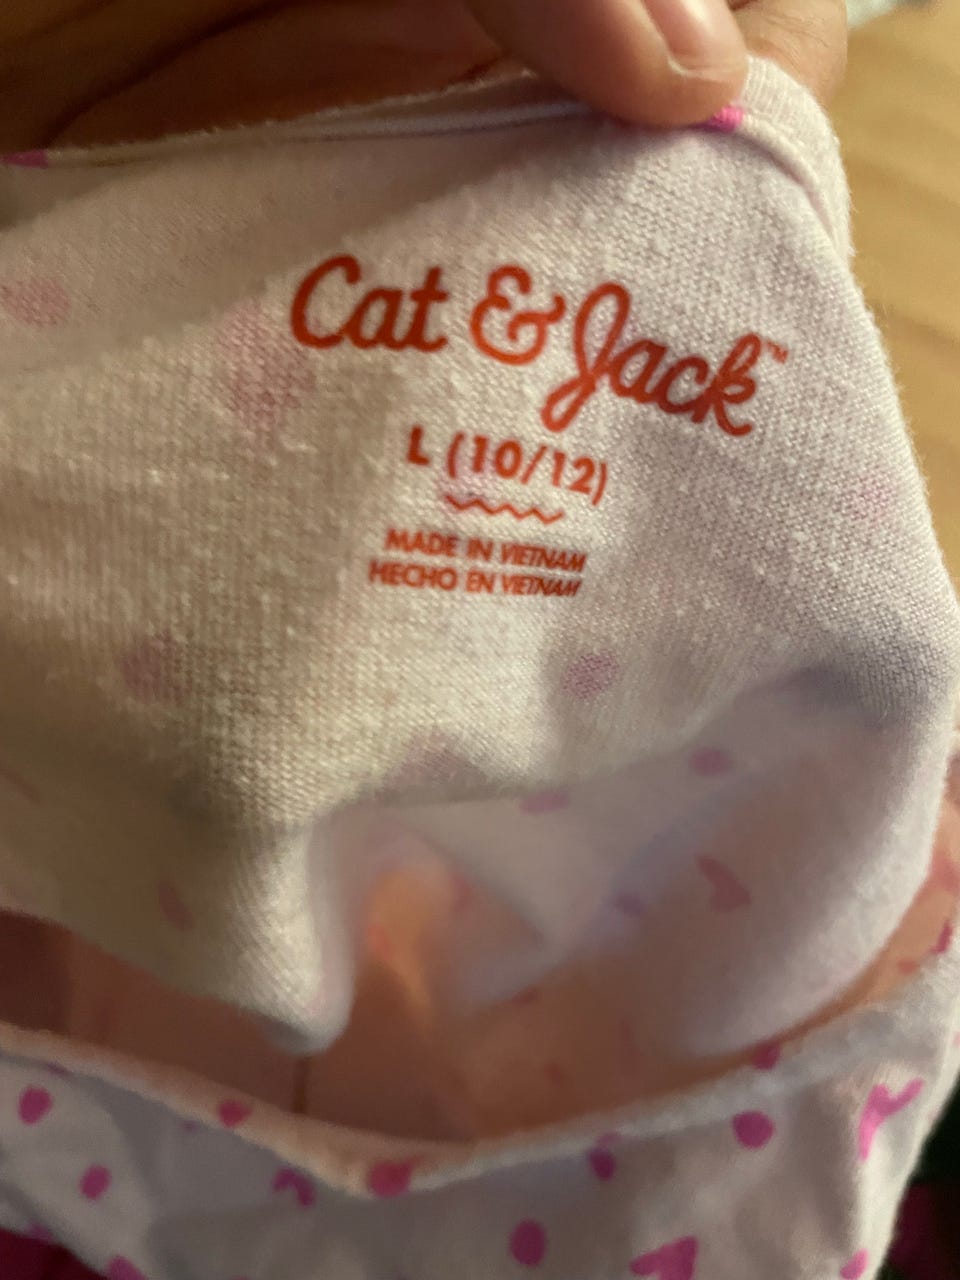 Cat & Jack™
L (10/12)
MADE IN VIETNAM
HECHO EN VIETNAM